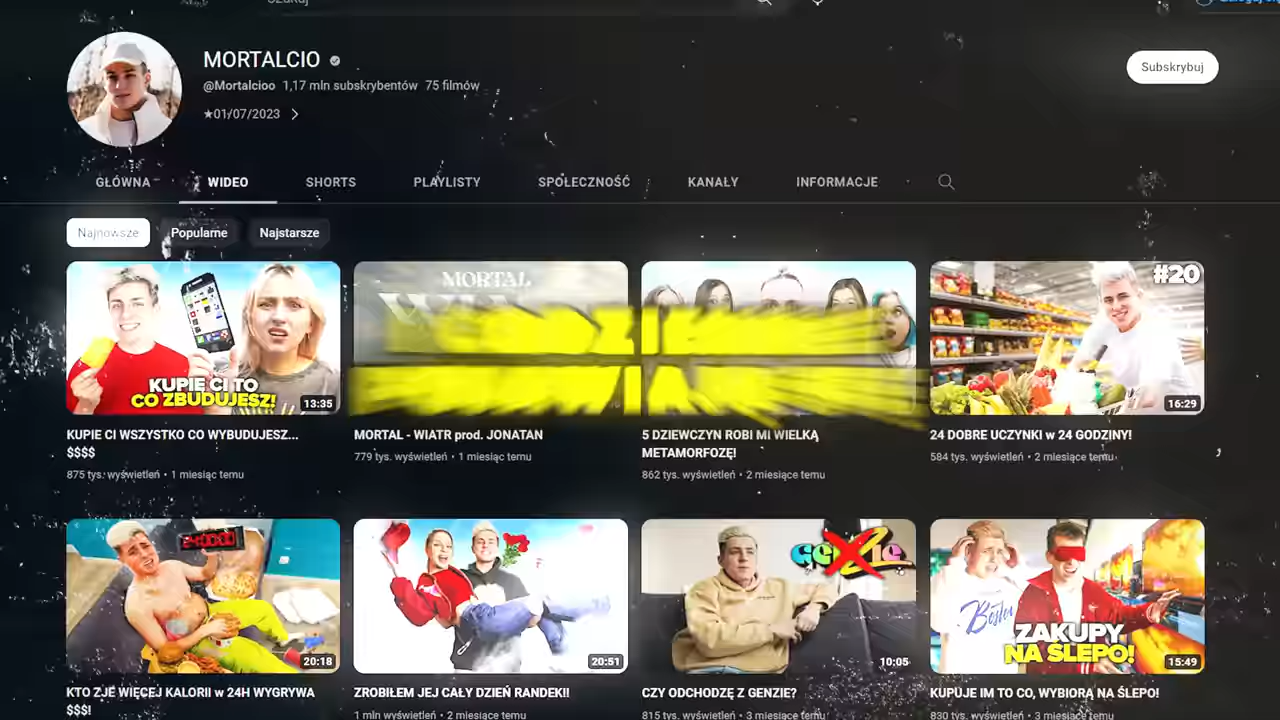 Szukaj
MORTALCIO
@Mortalcioo 1,17 mln subskrybentów 75 filmów
★01/07/2023
Subskrybuj
GŁÓWNA WIDEO SHORTS PLAYLISTY SPOŁECZNOŚĆ KANAŁY INFORMACJE
Najnowsze Popularne Najstarsze
KUPIĘ CI TO
CO ZBUDUJESZ!
13:35
MORTAL
#20
16:29
KUPIE CI WSZYSTKO CO WYBUDUJESZ...
$$$$
875 tys. wyświetleń • 1 miesiąc temu
MORTAL - WIATR prod. JONATAN
779 tys. wyświetleń • 1 miesiąc temu
5 DZIEWCZYN ROBI MI WIELKĄ
METAMORFOZĘ!
862 tys. wyświetleń • 2 miesiące temu
24 DOBRE UCZYNKI w 24 GODZINY!
584 tys. wyświetleń • 2 miesiące temu
24:00:00
20:18
20:51
GENZIE
10:05
ZAKUPY
NA ŚLEPO!
15:49
KTO ZJE WIĘCEJ KALORII w 24H WYGRYWA
$$$!
ZROBIŁEM JEJ CAŁY DZIEŃ RANDEK!!
1 mln wyświetleń • 2 miesiące temu
CZY ODCHODZĘ Z GENZIE?
815 tys. wyświetleń • 3 miesiące temu
KUPUJE IM TO CO, WYBIORĄ NA ŚLEPO!
830 tys. wyświetleń • 3 miesiące temu